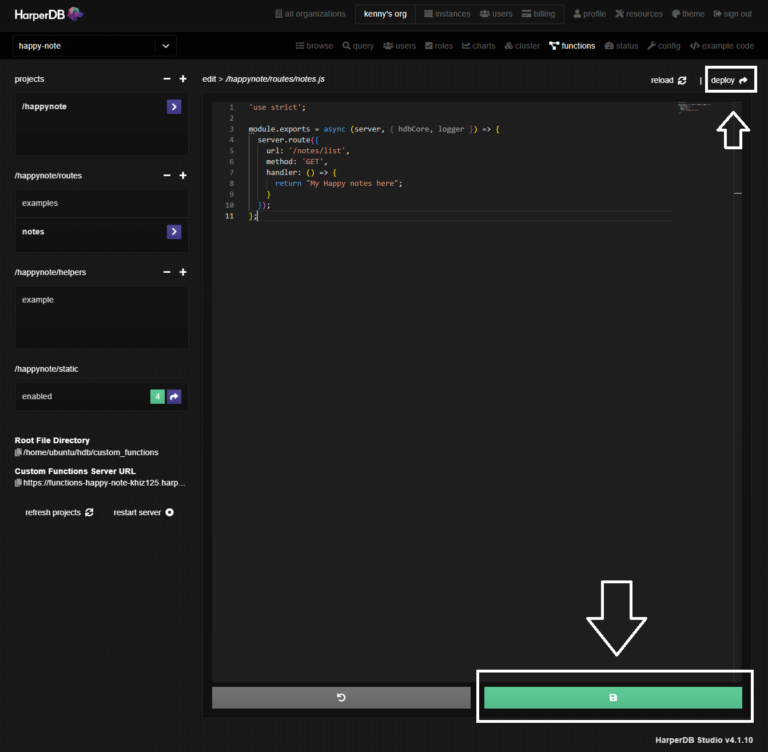 HarperDB
all organizations
kenny's org
instances
users
billing
profile
resources
theme
sign out
happy-note
browse
query
users
roles
charts
cluster
functions
status
config
example code
projects
/happynote
/happynote/routes
examples
notes
/happynote/helpers
example
/happynote/static
enabled
4
Root File Directory
/home/ubuntu/hdb/custom_functions
Custom Functions Server URL
https://functions-happy-note-khiz125.harp...
refresh projects
restart server
edit > /happynote/routes/notes.js
reload
| deploy
1 'use strict';
2
3 module.exports = async (server, { hdbCore, logger }) => {
4 server.route({
5 url: '/notes/list',
6 method: 'GET',
7 handler: () => {
8 return "My Happy notes here";
9 }
10 });
11 };
HarperDB Studio v4.1.10